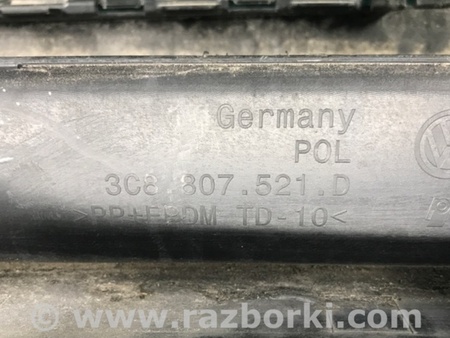 Germany
POL
3C8.807.521.D
>PP+EPDM-TD-10<
www.razborki.com